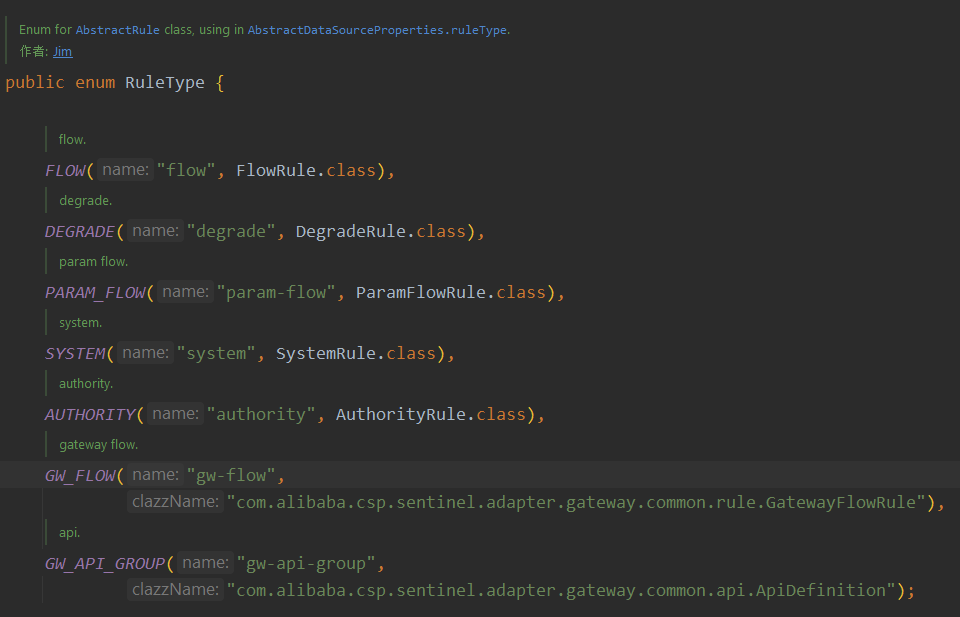 Enum for AbstractRule class, using in AbstractDataSourceProperties.ruleType.
作者: Jim
public enum RuleType {
flow.
FLOW( name: "flow", FlowRule.class),
degrade.
DEGRADE( name: "degrade", DegradeRule.class),
param flow.
PARAM_FLOW( name: "param-flow", ParamFlowRule.class),
system.
SYSTEM( name: "system", SystemRule.class),
authority.
AUTHORITY( name: "authority", AuthorityRule.class),
gateway flow.
GW_FLOW( name: "gw-flow",
clazzName: "com.alibaba.csp.sentinel.adapter.gateway.common.rule.GatewayFlowRule"),
api.
GW_API_GROUP( name: "gw-api-group",
clazzName: "com.alibaba.csp.sentinel.adapter.gateway.common.api.ApiDefinition");